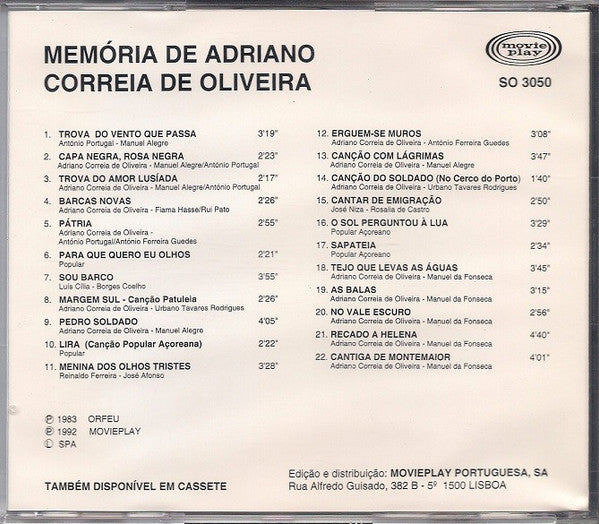 MEMÓRIA DE ADRIANO
CORREIA DE OLIVEIRA
movie
play
SO 3050
1. TROVA DO VENTO QUE PASSA 3'19"
António Portugal - Manuel Alegre
2. CAPA NEGRA, ROSA NEGRA 2'23"
Adriano Correia de Oliveira - Manuel Alegre/António Portugal
3. TROVA DO AMOR LUSÍADA 2'17"
Adriano Correia de Oliveira - Manuel Alegre
4. BARCAS NOVAS 2'26"
Adriano Correia de Oliveira - Fiama Hasse/Rui Pato
5. PÁTRIA 2'55"
Adriano Correia de Oliveira -
António Portugal/António Ferreira Guedes
6. PARA QUE QUERO EU OLHOS 2'21"
Popular
7. SOU BARCO 3'55"
Luis Cília - Borges Coelho
8. MARGEM SUL - Canção Patuleia 2'26"
Adriano Correia de Oliveira - Urbano Tavares Rodrigues
9. PEDRO SOLDADO 4'05"
Adriano Correia de Oliveira - Manuel Alegre
10. LIRA (Canção Popular Açoreana) 2'22"
Popular
11. MENINA DOS OLHOS TRISTES 3'28"
Reinaldo Ferreira - José Afonso
12. ERGUEM-SE MUROS 3'08"
Adriano Correia de Oliveira - António Ferreira Guedes
13. CANÇÃO COM LÁGRIMAS 3'47"
Adriano Correia de Oliveira - Manuel Alegre
14. CANÇÃO DO SOLDADO (No Cerco do Porto) 1'40"
Adriano Correia de Oliveira - Urbano Tavares Rodrigues
15. CANTAR DE EMIGRAÇÃO 2'50"
José Niza - Rosalia de Castro
16. O SOL PERGUNTOU À LUA 3'29"
Popular Açoreano
17. SAPATEIA 2'34"
Popular Açoreano
18. TEJO QUE LEVAS AS ÁGUAS 3'45"
Adriano Correia de Oliveira - Manuel da Fonseca
19. AS BALAS 3'15"
Adriano Correia de Oliveira - Manuel da Fonseca
20. NO VALE ESCURO 2'56"
Adriano Correia de Oliveira - Manuel da Fonseca
21. RECADO A HELENA 4'40"
Adriano Correia de Oliveira - Manuel da Fonseca
22. CANTIGA DE MONTEMAIOR 4'01"
Adriano Correia de Oliveira - Manuel da Fonseca
Ⓟ 1983 ORFEU
Ⓟ 1992 MOVIEPLAY
Ⓛ SPA
TAMBÉM DISPONÍVEL EM CASSETE
Edição e distribuição: MOVIEPLAY PORTUGUESA, SA
Rua Alfredo Guisado, 382 B - 5º 1500 LISBOA